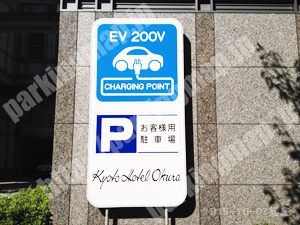 EV 200V
CHARGING POINT
P
お客様用
駐車場
Kyoto Hotel Okura